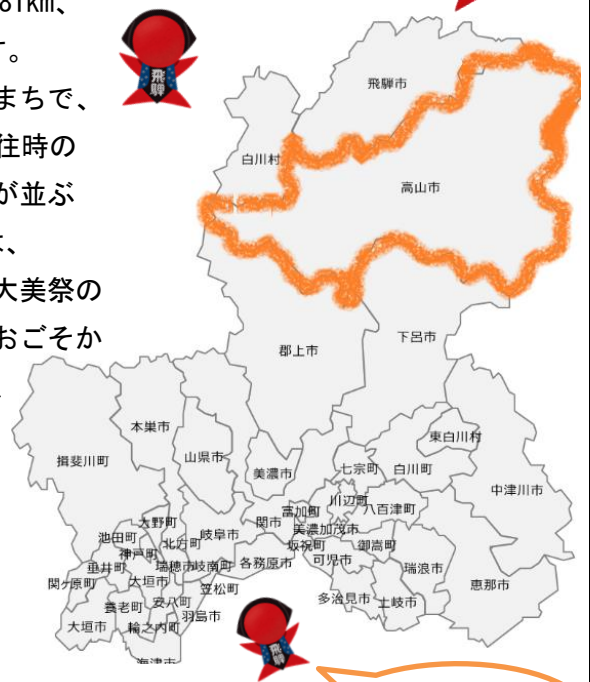 81㎢、
す。
まちで、
往時の
が並ぶ
は、
大美祭の
おごそか
飛騨
飛騨市
白川村
高山市
郡上市
下呂市
本巣市
揖斐川町
山県市
美濃市
七宗町
白川町
東白川村
中津川市
川辺町
八百津町
富加町
関市
美濃加茂市
坂祝町
御嵩町
可児市
瑞浪市
恵那市
多治見市
土岐市
大野町
池田町
神戸町
北方町
岐阜市
垂井町
瑞穂市
岐南町
各務原市
関ケ原町
大垣市
安八町
笠松町
養老町
羽島市
大垣市
輪之内町
海津市
飛騨